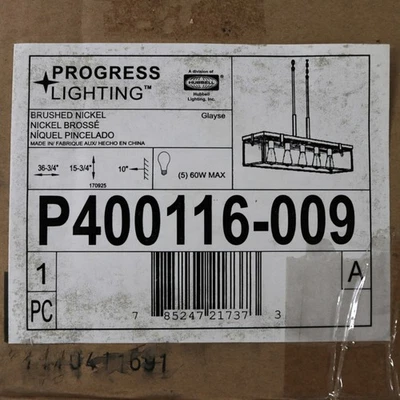 PROGRESS
LIGHTING™
A division of
HUBBELL
Hubbell
Lighting, Inc.
BRUSHED NICKEL
Glayse
NICKEL BROSSÉ
NÍQUEL PINCELADO
MADE IN/ FABRIQUE AUX/ HECHO EN CHINA
36-3/4" 15-3/4" 10"
170925
(5) 60W MAX
P400116-009
1
A
PC
7 85247 21737 3